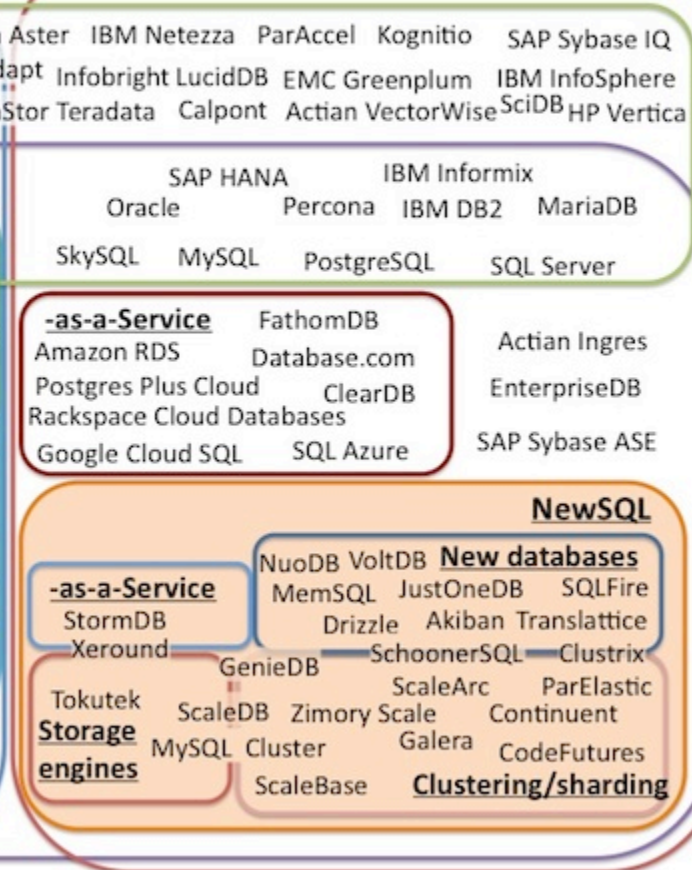 Aster IBM Netezza ParAccel Kognitio SAP Sybase IQ
Infobright LucidDB EMC Greenplum IBM InfoSphere
Teradata Calpont Actian VectorWise SciDB HP Vertica
SAP HANA IBM Informix
Oracle Percona IBM DB2 MariaDB
SkySQL MySQL PostgreSQL SQL Server
-as-a-Service FathomDB
Amazon RDS Database.com
Postgres Plus Cloud ClearDB
Rackspace Cloud Databases
Google Cloud SQL SQL Azure
Actian Ingres
EnterpriseDB
SAP Sybase ASE
NewSQL
NuoDB VoltDB New databases
MemSQL JustOneDB SQLFire
Drizzle Akiban Translattice
SchoonerSQL Clustrix
-as-a-Service
StormDB
Xeround
GenieDB
ScaleArc ParElastic
Tokutek
Storage
engines
ScaleDB Zimory Scale Continuent
MySQL Cluster Galera CodeFutures
ScaleBase Clustering/sharding